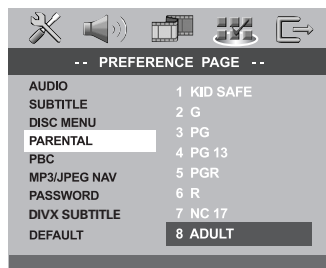 -- PREFERENCE PAGE --
AUDIO
SUBTITLE
DISC MENU
PARENTAL
PBC
MP3/JPEG NAV
PASSWORD
DIVX SUBTITLE
DEFAULT
1 KID SAFE
2 G
3 PG
4 PG 13
5 PGR
6 R
7 NC 17
8 ADULT